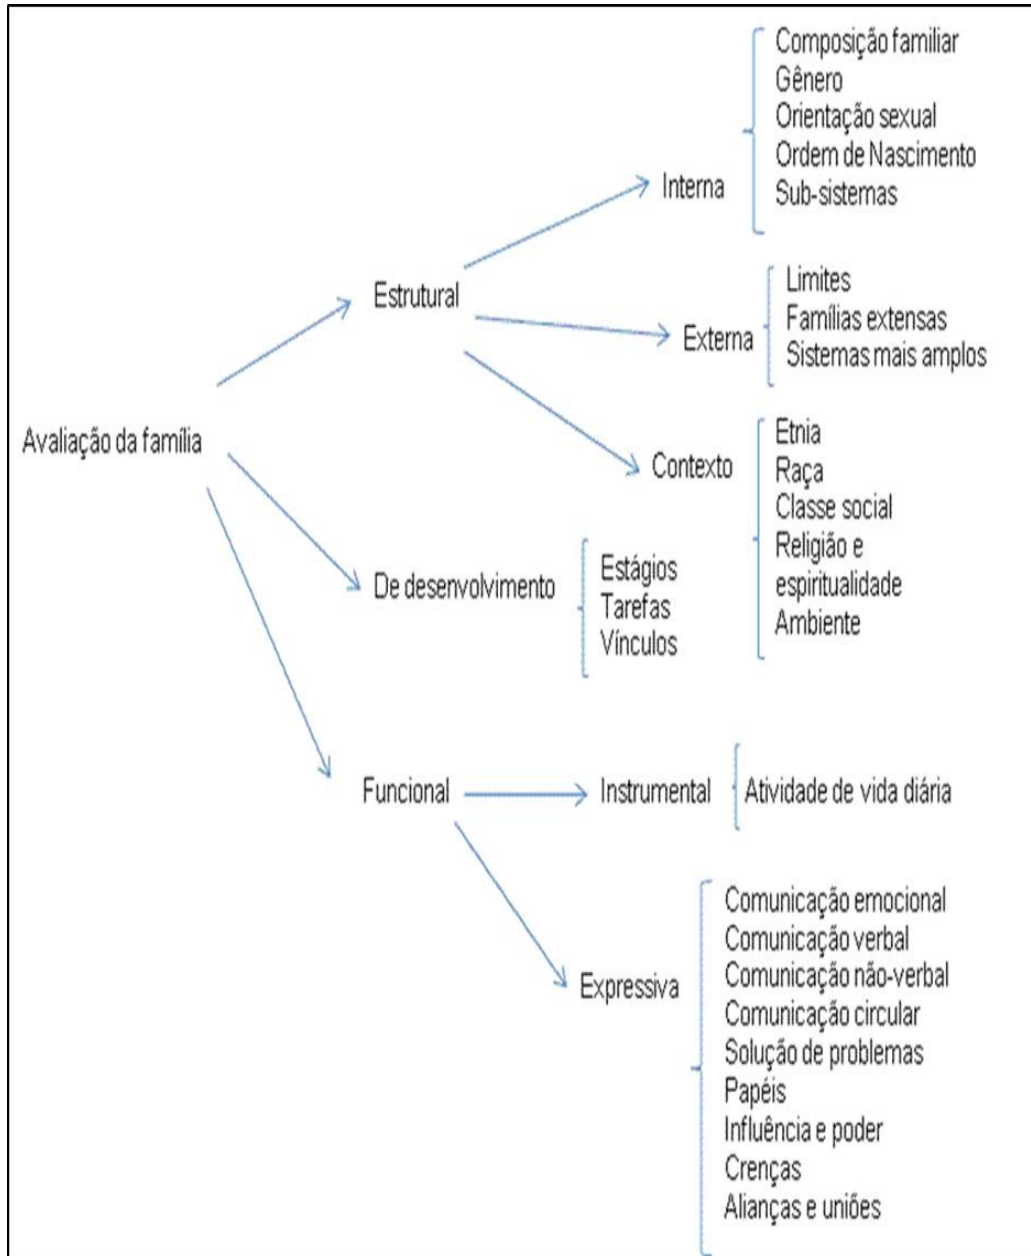 Avaliação da família
Estrutural
Interna
Composição familiar
Gênero
Orientação sexual
Ordem de Nascimento
Sub-sistemas
Externa
Limites
Famílias extensas
Sistemas mais amplos
Contexto
Etnia
Raça
Classe social
Religião e
espiritualidade
Ambiente
De desenvolvimento
Estágios
Tarefas
Vínculos
Funcional
Instrumental
Atividade de vida diária
Expressiva
Comunicação emocional
Comunicação verbal
Comunicação não-verbal
Comunicação circular
Solução de problemas
Papéis
Influência e poder
Crenças
Alianças e uniões